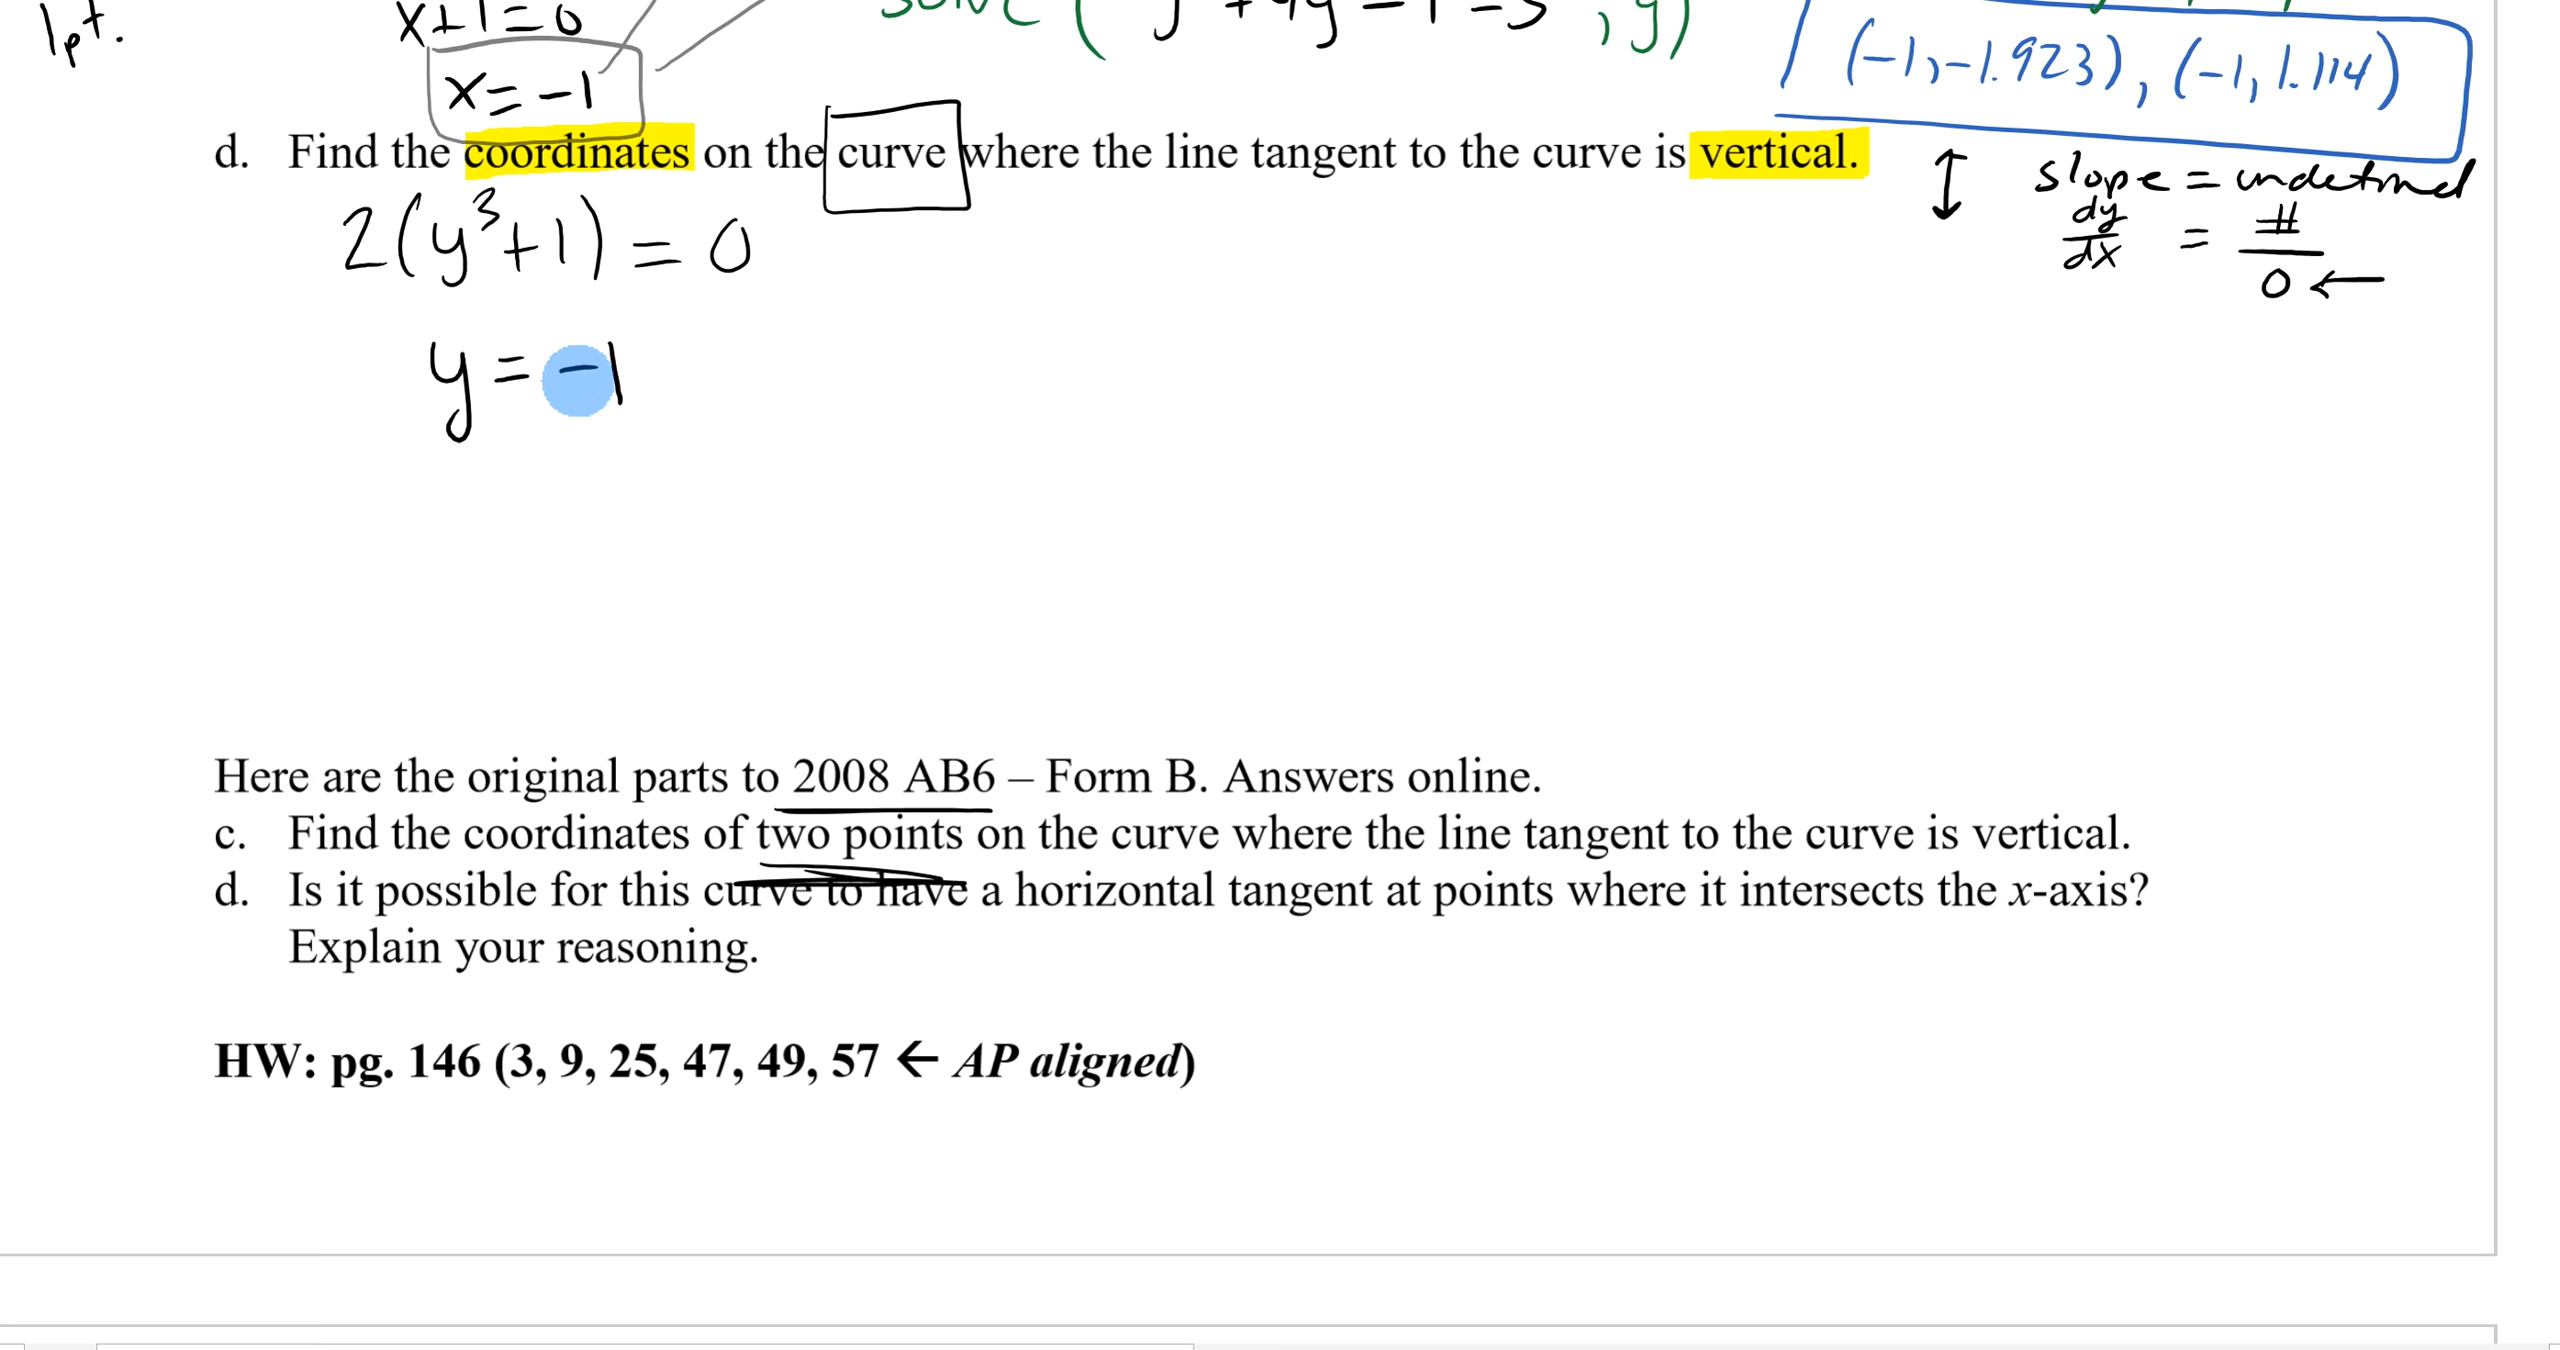 1pt.
x+1=0
x=-1
(-1,-1.923), (-1, 1.114)
d. Find the coordinates on the curve where the line tangent to the curve is vertical.
slope = undefined
dy/dx = #/0 ←
2(y³+1) = 0
y = -1
Here are the original parts to 2008 AB6 – Form B. Answers online.
c. Find the coordinates of two points on the curve where the line tangent to the curve is vertical.
d. Is it possible for this curve to have a horizontal tangent at points where it intersects the x-axis?
Explain your reasoning.
HW: pg. 146 (3, 9, 25, 47, 49, 57 ← AP aligned)